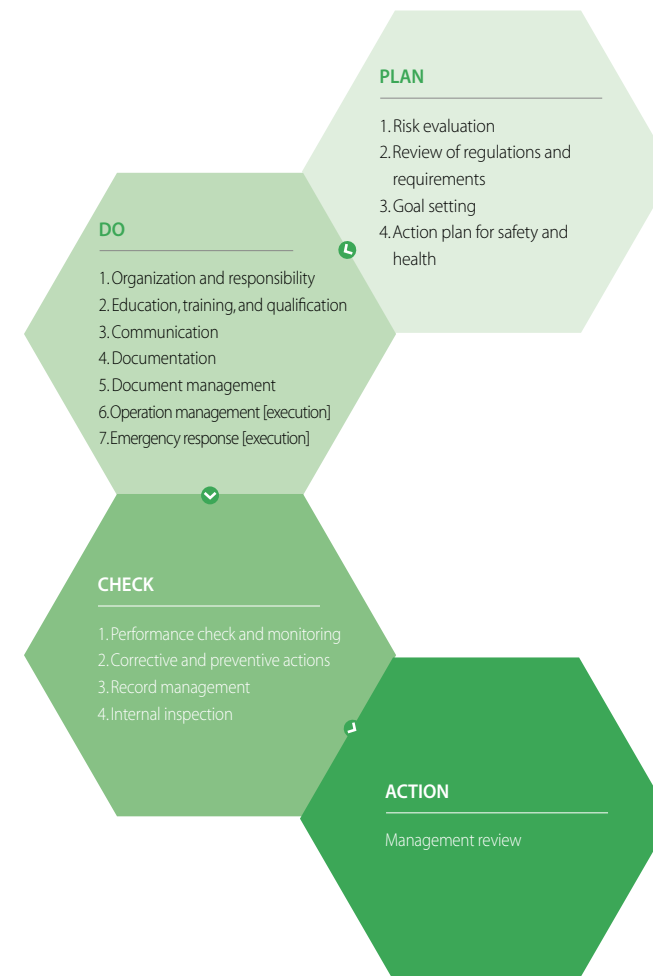 PLAN
1. Risk evaluation
2. Review of regulations and
requirements
3. Goal setting
4. Action plan for safety and
health
DO
1. Organization and responsibility
2. Education, training, and qualification
3. Communication
4. Documentation
5. Document management
6. Operation management [execution]
7. Emergency response [execution]
CHECK
1. Performance check and monitoring
2. Corrective and preventive actions
3. Record management
4. Internal inspection
ACTION
Management review